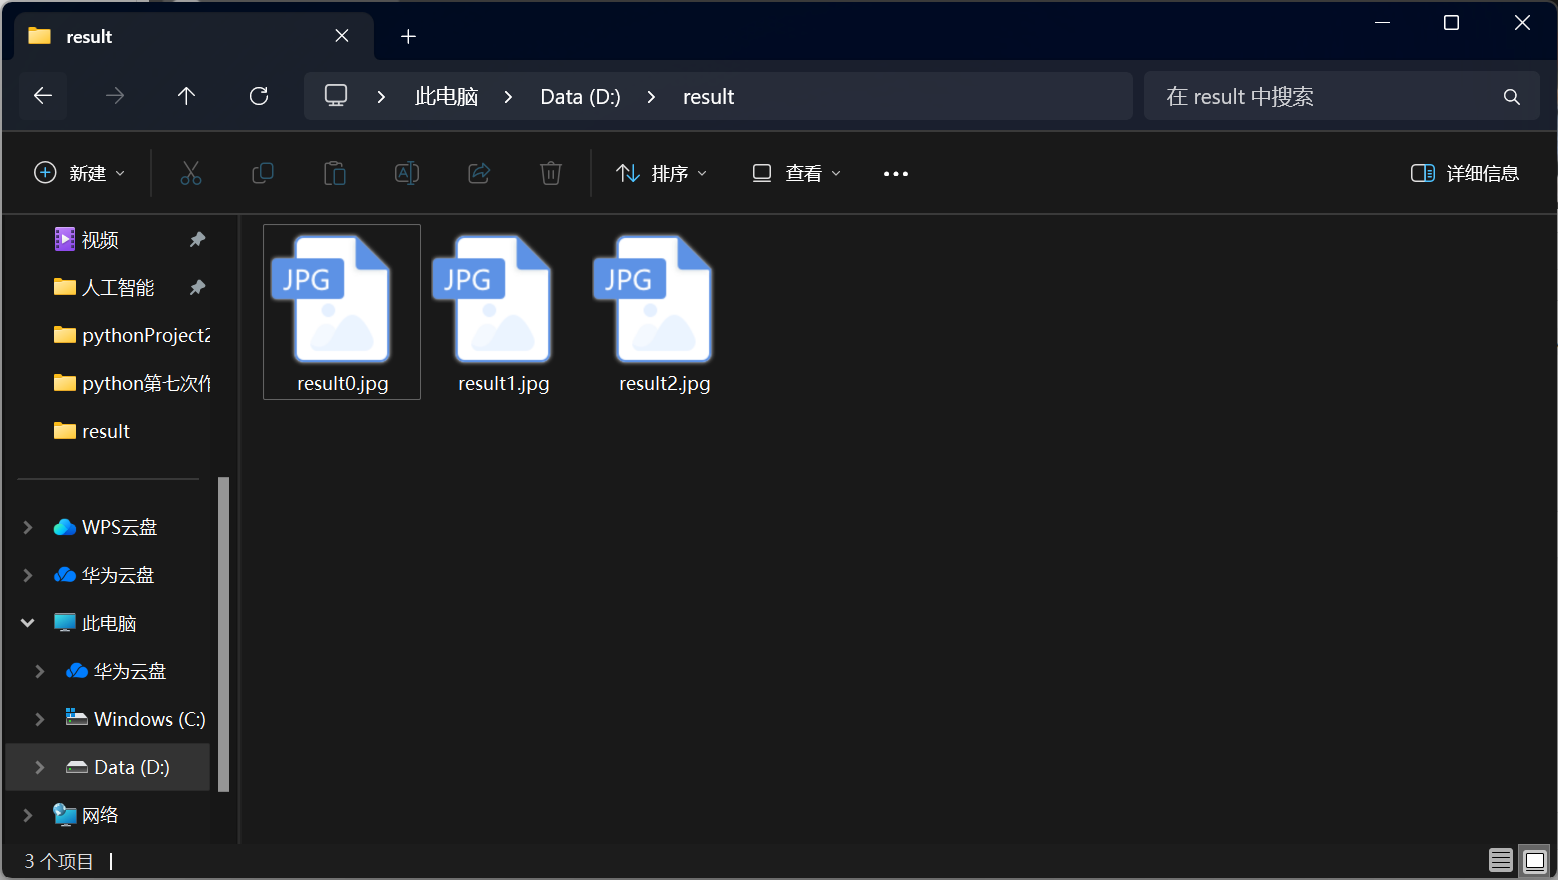 result
此电脑 Data (D:) result
在 result 中搜索
新建 排序 查看 详细信息
视频
人工智能
pythonProject2
python第七次作
result
WPS云盘
华为云盘
此电脑
华为云盘
Windows (C:)
Data (D:)
网络
JPG JPG JPG
result0.jpg result1.jpg result2.jpg
3 个项目